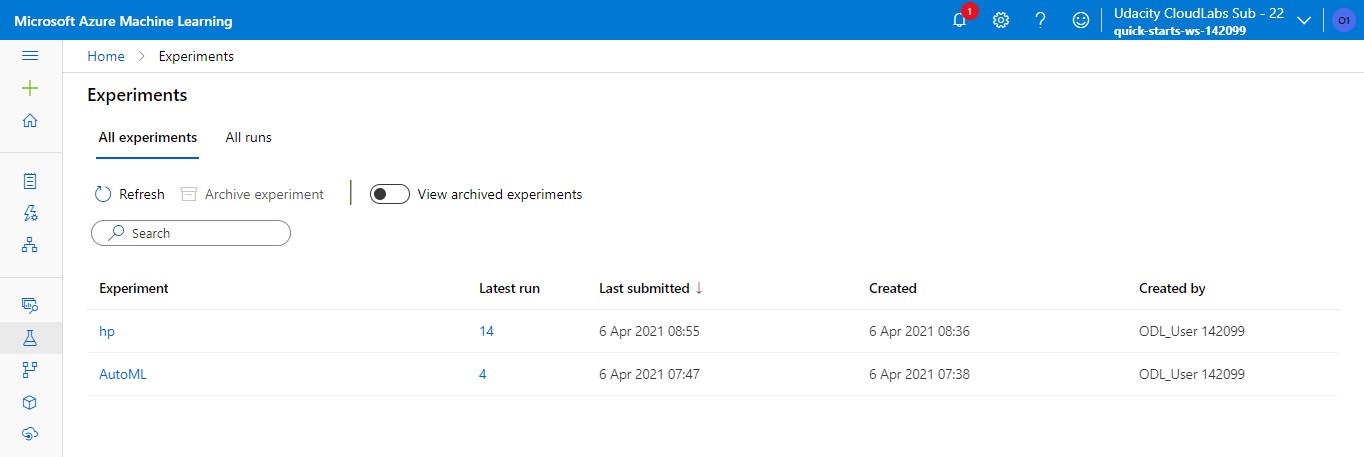 Microsoft Azure Machine Learning
1
Udacity CloudLabs Sub - 22
quick-starts-ws-142099
O1
Home > Experiments
Experiments
All experiments All runs
Refresh Archive experiment View archived experiments
Search
Experiment Latest run Last submitted ↓ Created Created by
hp 14 6 Apr 2021 08:55 6 Apr 2021 08:36 ODL_User 142099
AutoML 4 6 Apr 2021 07:47 6 Apr 2021 07:38 ODL_User 142099